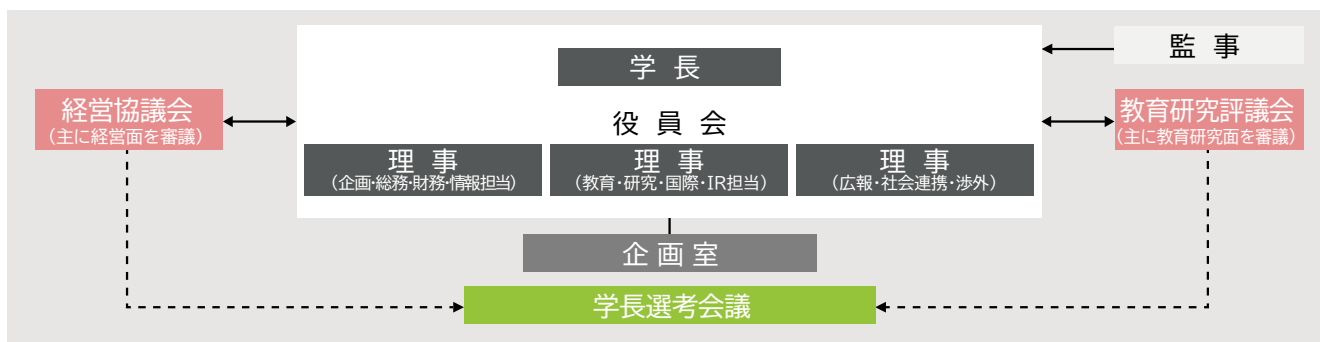 監 事
学 長
経営協議会
（主に経営面を審議）
役 員 会
教育研究評議会
（主に教育研究面を審議）
理 事
（企画・総務・財務・情報担当）
理 事
（教育・研究・国際・IR担当）
理 事
（広報・社会連携・渉外）
企 画 室
学長選考会議